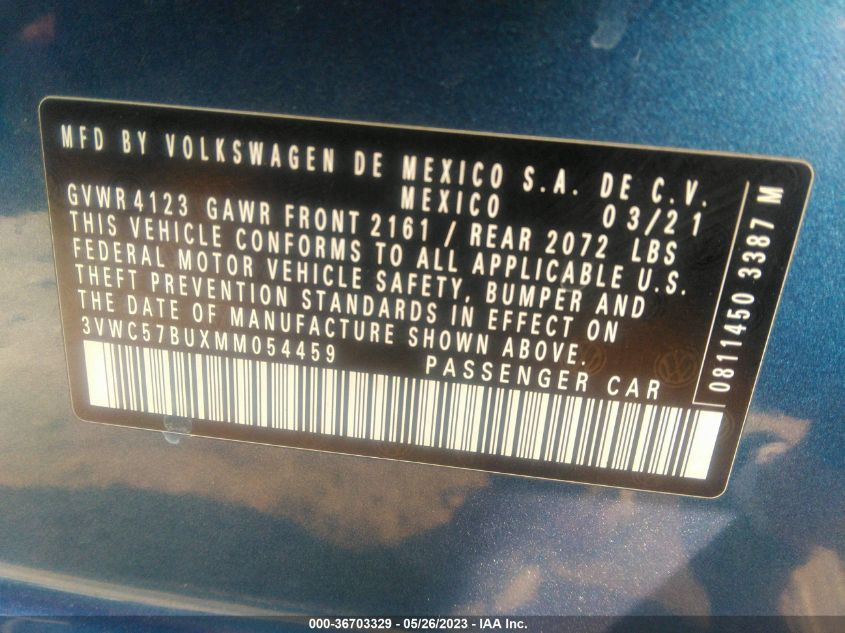 MFD BY VOLKSWAGEN DE MEXICO S.A. DE C.V.
MEXICO 03/21
GVWR 4123 GAWR FRONT 2161 / REAR 2072 LBS
THIS VEHICLE CONFORMS TO ALL APPLICABLE U.S.
FEDERAL MOTOR VEHICLE SAFETY, BUMPER AND
THEFT PREVENTION STANDARDS IN EFFECT ON
THE DATE OF MANUFACTURE SHOWN ABOVE.
3VWC57BUXMM054459 PASSENGER CAR
0811450 3387 M
000-36703329 - 05/26/2023 - IAA Inc.